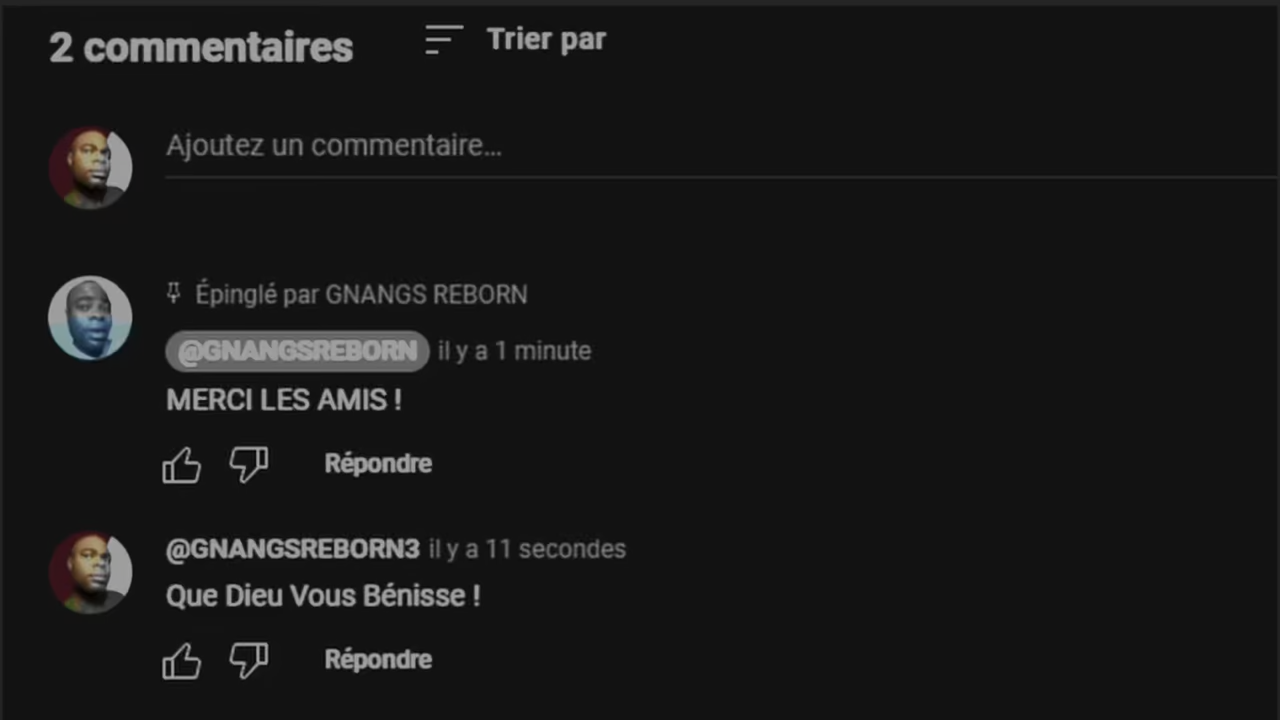 2 commentaires
Trier par
Ajoutez un commentaire...
Épinglé par GNANGS REBORN
@GNANGSREBORN il y a 1 minute
MERCI LES AMIS !
Répondre
@GNANGSREBORN3 il y a 11 secondes
Que Dieu Vous Bénisse !
Répondre